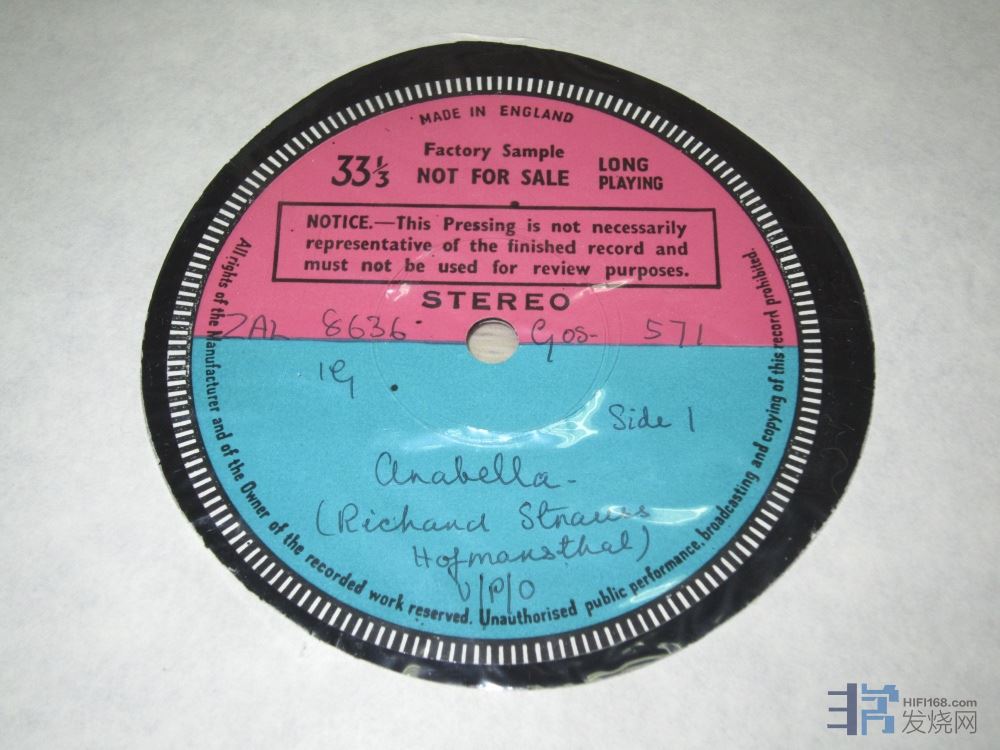 MADE IN ENGLAND
Factory Sample
33⅓ NOT FOR SALE LONG PLAYING
NOTICE.—This Pressing is not necessarily
representative of the finished record and
must not be used for review purposes.
STEREO
ZAL 8636 Gos- 571
1G
Side 1
Arabella-
(Richard Strauss
Hofmansthal)
V/P/O
All rights of the Manufacturer and of the Owner of the recorded work reserved. Unauthorised public performance, broadcasting and copying of this record prohibited.
HIFI168.com
发烧网